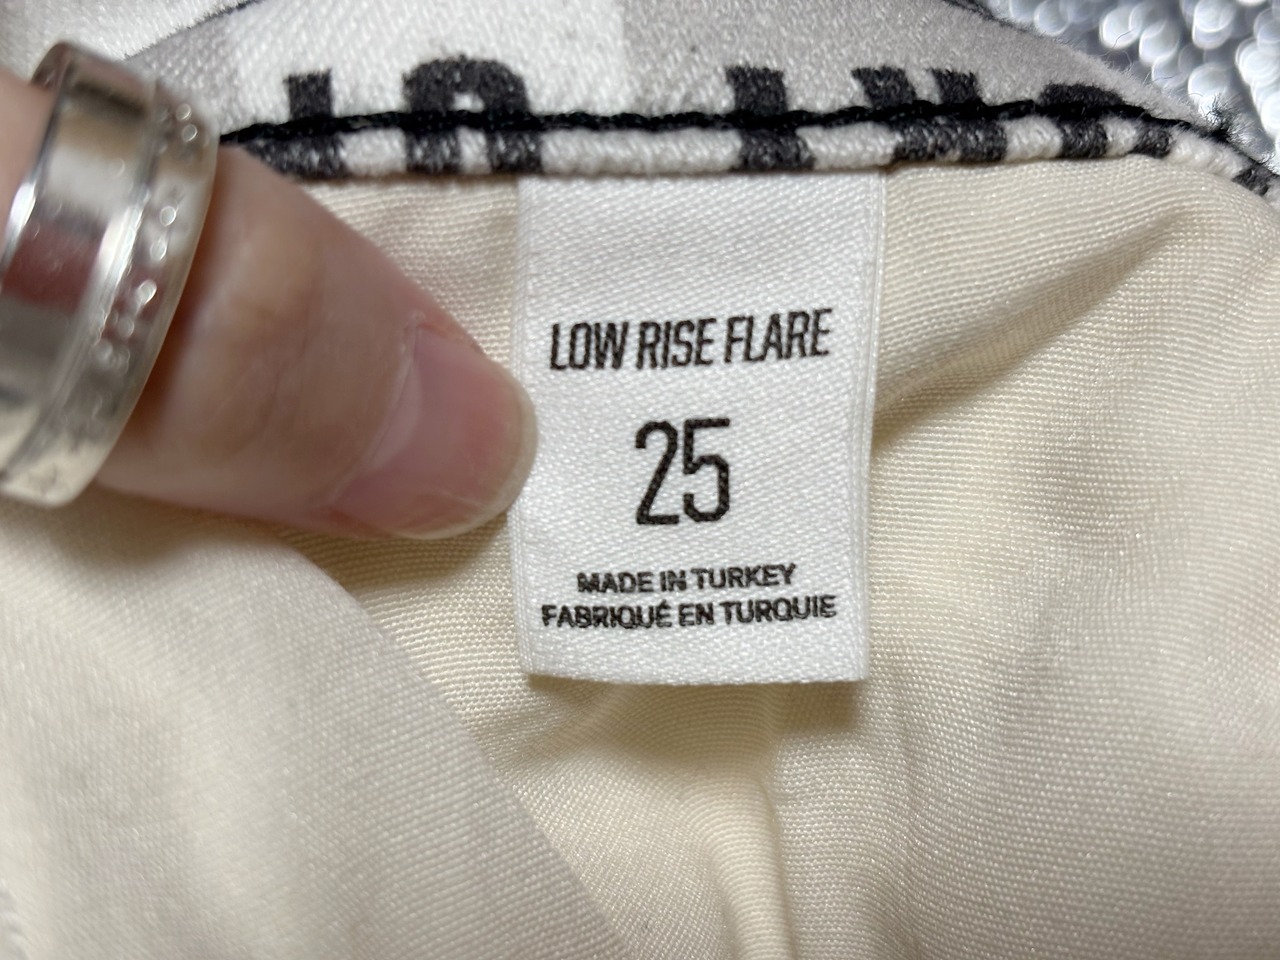 LOW RISE FLARE
25
MADE IN TURKEY
FABRIQUÉ EN TURQUIE